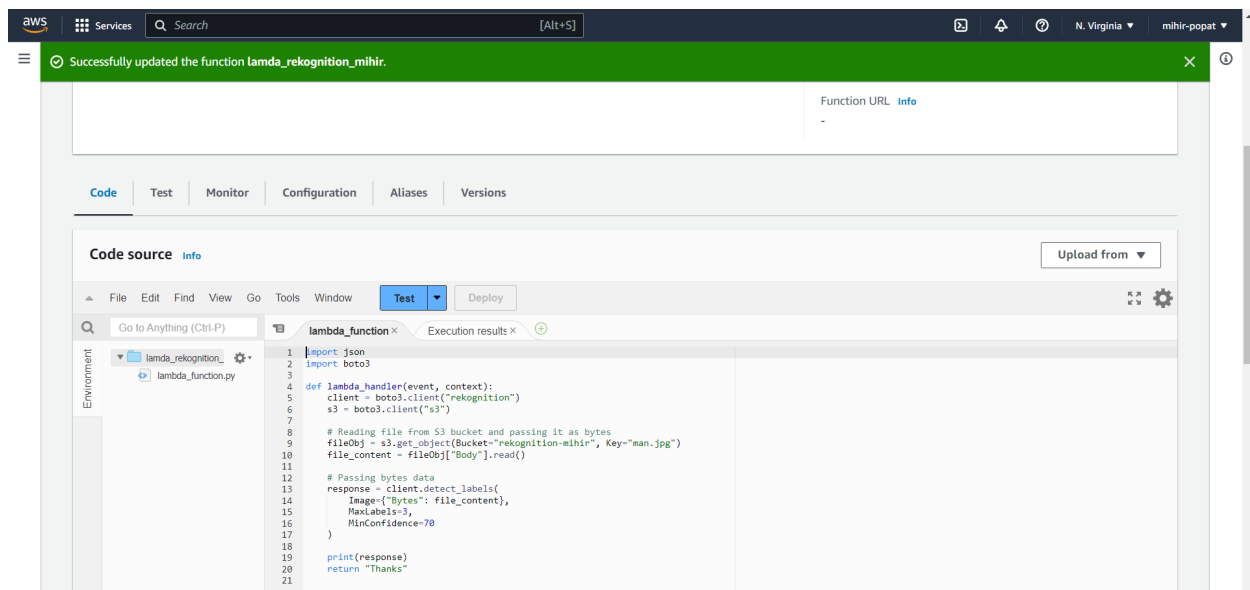 aws Services Search [Alt+S] N. Virginia ▼ mihir-popat ▼
Successfully updated the function lamda_rekognition_mihir.
Function URL Info
-
Code Test Monitor Configuration Aliases Versions
Code source Info Upload from ▼
File Edit Find View Go Tools Window Test Deploy
Go to Anything (Ctrl-P) lambda_function × Execution results ×
Environment
lamda_rekognition_
lambda_function.py
1 import json
2 import boto3
3
4 def lambda_handler(event, context):
5     client = boto3.client("rekognition")
6     s3 = boto3.client("s3")
7
8     # Reading file from S3 bucket and passing it as bytes
9     fileObj = s3.get_object(Bucket="rekognition-mihir", Key="man.jpg")
10     file_content = fileObj["Body"].read()
11
12     # Passing bytes data
13     response = client.detect_labels(
14         Image={"Bytes": file_content},
15         MaxLabels=3,
16         MinConfidence=70
17     )
18
19     print(response)
20     return "Thanks"
21